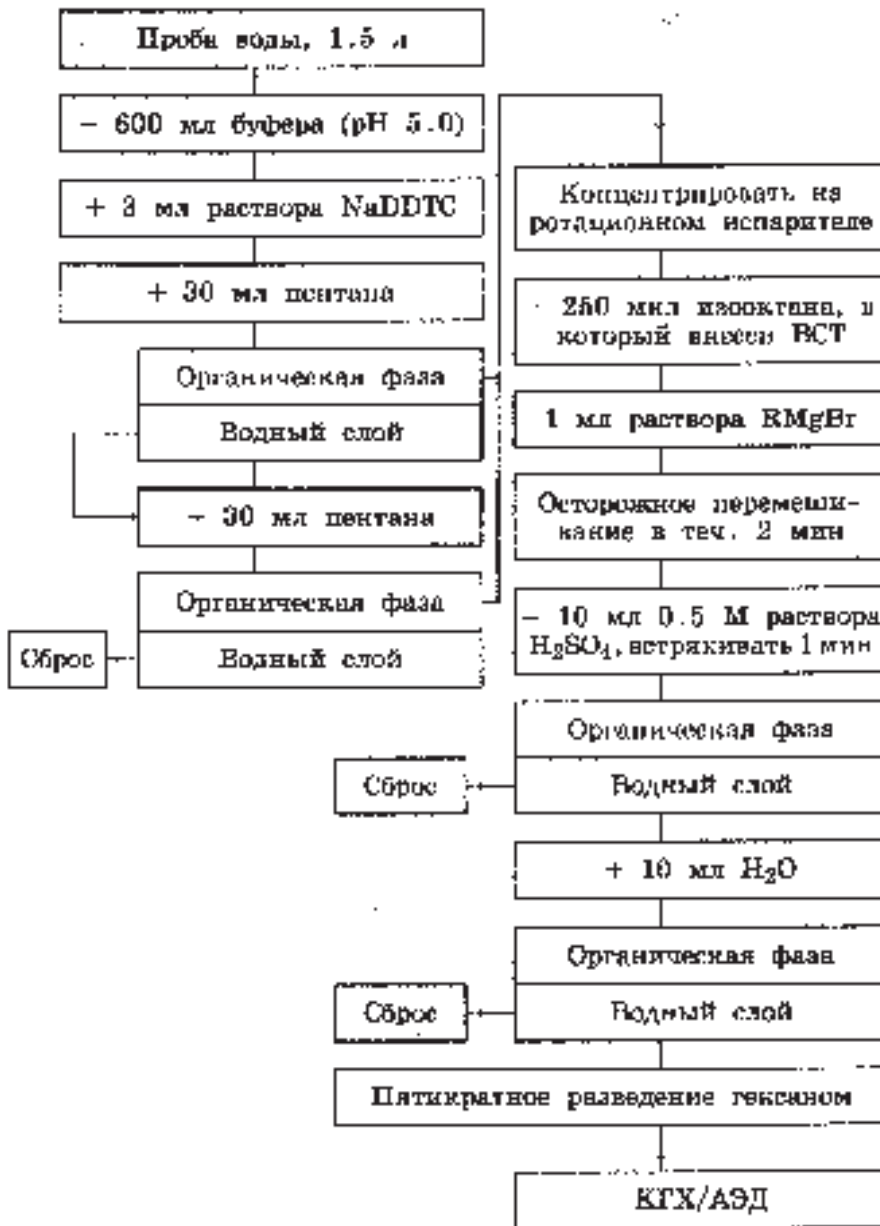 Проба воды, 1.5 л
– 600 мл буфера (pH 5.0)
+ 3 мл раствора NaDDTC
+ 30 мл пентана
Органическая фаза
Водный слой
– 30 мл пентана
Органическая фаза
Водный слой
Сброс
Концентрировать на
ротационном испарителе
250 мкл изооктана, в
который внесен ВСТ
1 мл раствора RMgBr
Осторожное перемеши-
вание в теч. 2 мин
– 10 мл 0.5 М раствора
H₂SO₄, встряхивать 1 мин
Органическая фаза
Водный слой
Сброс
+ 10 мл H₂O
Органическая фаза
Водный слой
Сброс
Пятикратное разведение гексаном
КГХ/АЭД